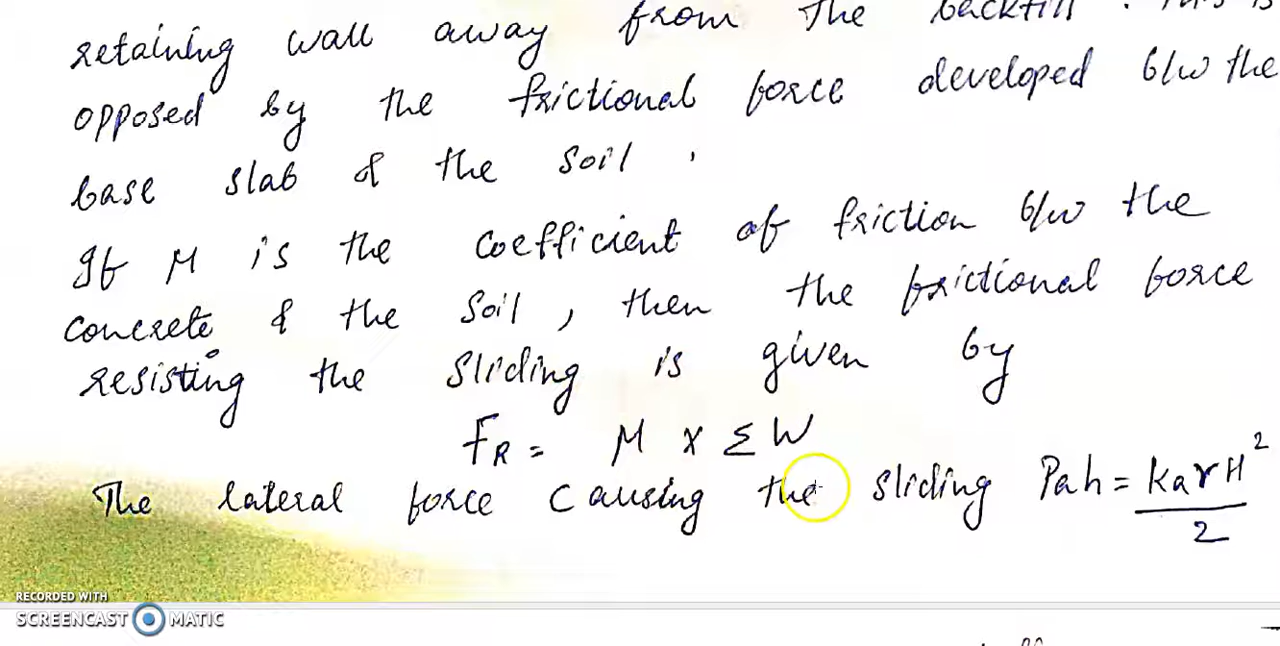 retaining wall away from the backfill. This is
opposed by the frictional force developed b/w the
base slab & the soil.
If μ is the coefficient of friction b/w the
concrete & the soil, then the frictional force
resisting the sliding is given by
FR = μ x Σ W
The lateral force causing the sliding Pah = kaγH²/2
RECORDED WITH
SCREENCAST MATIC